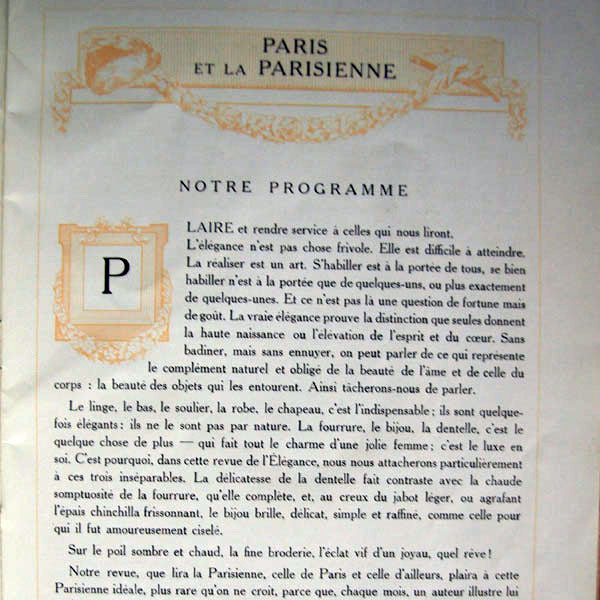 PARIS
ET LA PARISIENNE
NOTRE PROGRAMME
PLAIRE et rendre service à celles qui nous liront.
L'élégance n'est pas chose frivole. Elle est difficile à atteindre.
La réaliser est un art. S'habiller est à la portée de tous, se bien
habiller n'est à la portée que de quelques-uns, ou plus exactement
de quelques-unes. Et ce n'est pas là une question de fortune mais
de goût. La vraie élégance prouve la distinction que seules donnent
la haute naissance ou l'élévation de l'esprit et du cœur. Sans
badiner, mais sans ennuyer, on peut parler de ce qui représente
le complément naturel et obligé de la beauté de l'âme et de celle du
corps : la beauté des objets qui les entourent. Ainsi tâcherons-nous de parler.
Le linge, le bas, le soulier, la robe, le chapeau, c'est l'indispensable; ils sont quelque-
fois élégants : ils ne le sont pas par nature. La fourrure, le bijou, la dentelle, c'est le
quelque chose de plus — qui fait tout le charme d'une jolie femme; c'est le luxe en
soi. C'est pourquoi, dans cette revue de l'Élégance, nous nous attacherons particulièrement
à ces trois inséparables. La délicatesse de la dentelle fait contraste avec la chaude
somptuosité de la fourrure, qu'elle complète, et, au creux du jabot léger, ou agrafant
l'épais chinchilla frissonnant, le bijou brille, délicat, simple et raffiné, comme celle pour
qui il fut amoureusement ciselé.
Sur le poil sombre et chaud, la fine broderie, l'éclat vif d'un joyau, quel rêve!
Notre revue, que lira la Parisienne, celle de Paris et celle d'ailleurs, plaira à cette
Parisienne idéale, plus rare qu'on ne croit, parce que, chaque mois, un auteur illustre lui